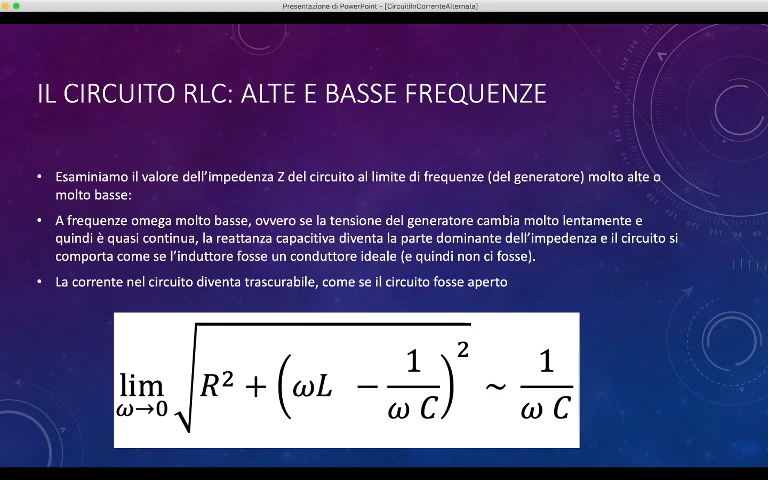 Presentazione di PowerPoint - [CircuitiInCorrenteAlternata]
IL CIRCUITO RLC: ALTE E BASSE FREQUENZE
• Esaminiamo il valore dell'impedenza Z del circuito al limite di frequenze (del generatore) molto alte o
molto basse:
• A frequenze omega molto basse, ovvero se la tensione del generatore cambia molto lentamente e
quindi è quasi continua, la reattanza capacitiva diventa la parte dominante dell'impedenza e il circuito si
comporta come se l'induttore fosse un conduttore ideale (e quindi non ci fosse).
• La corrente nel circuito diventa trascurabile, come se il circuito fosse aperto
lim ω→0 √(R² + (ωL − 1/(ω C))²) ~ 1/(ω C)